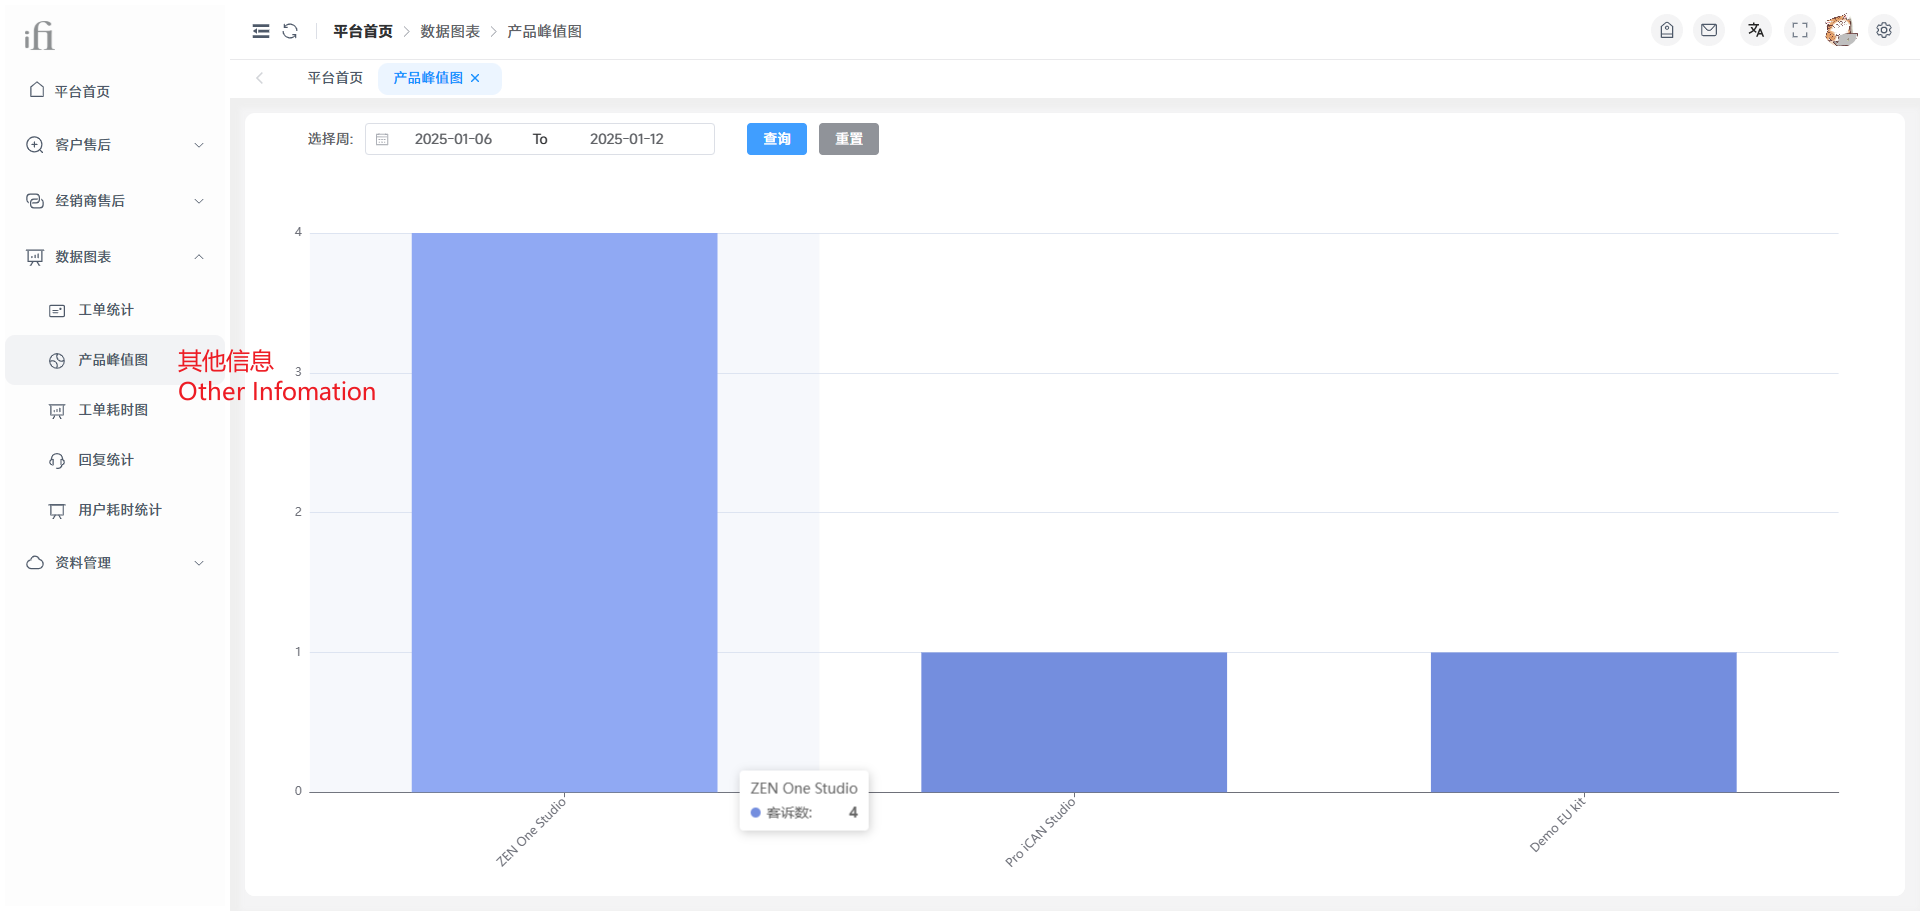 ifi
平台首页
客户售后
经销商售后
数据图表
工单统计
产品峰值图
工单耗时图
回复统计
用户耗时统计
资料管理
其他信息
Other Infomation
平台首页 > 数据图表 > 产品峰值图
平台首页 产品峰值图 ×
选择周: 2025-01-06 To 2025-01-12 查询 重置
4
3
2
1
0
ZEN One Studio
Pro iCAN Studio
Demo EU kit
ZEN One Studio
客诉数: 4